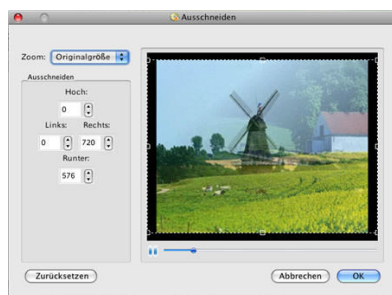 Ausschneiden
Zoom: Originalgröße
Ausschneiden
Hoch:
0
Links: Rechts:
0 720
Runter:
576
Zurücksetzen Abbrechen OK